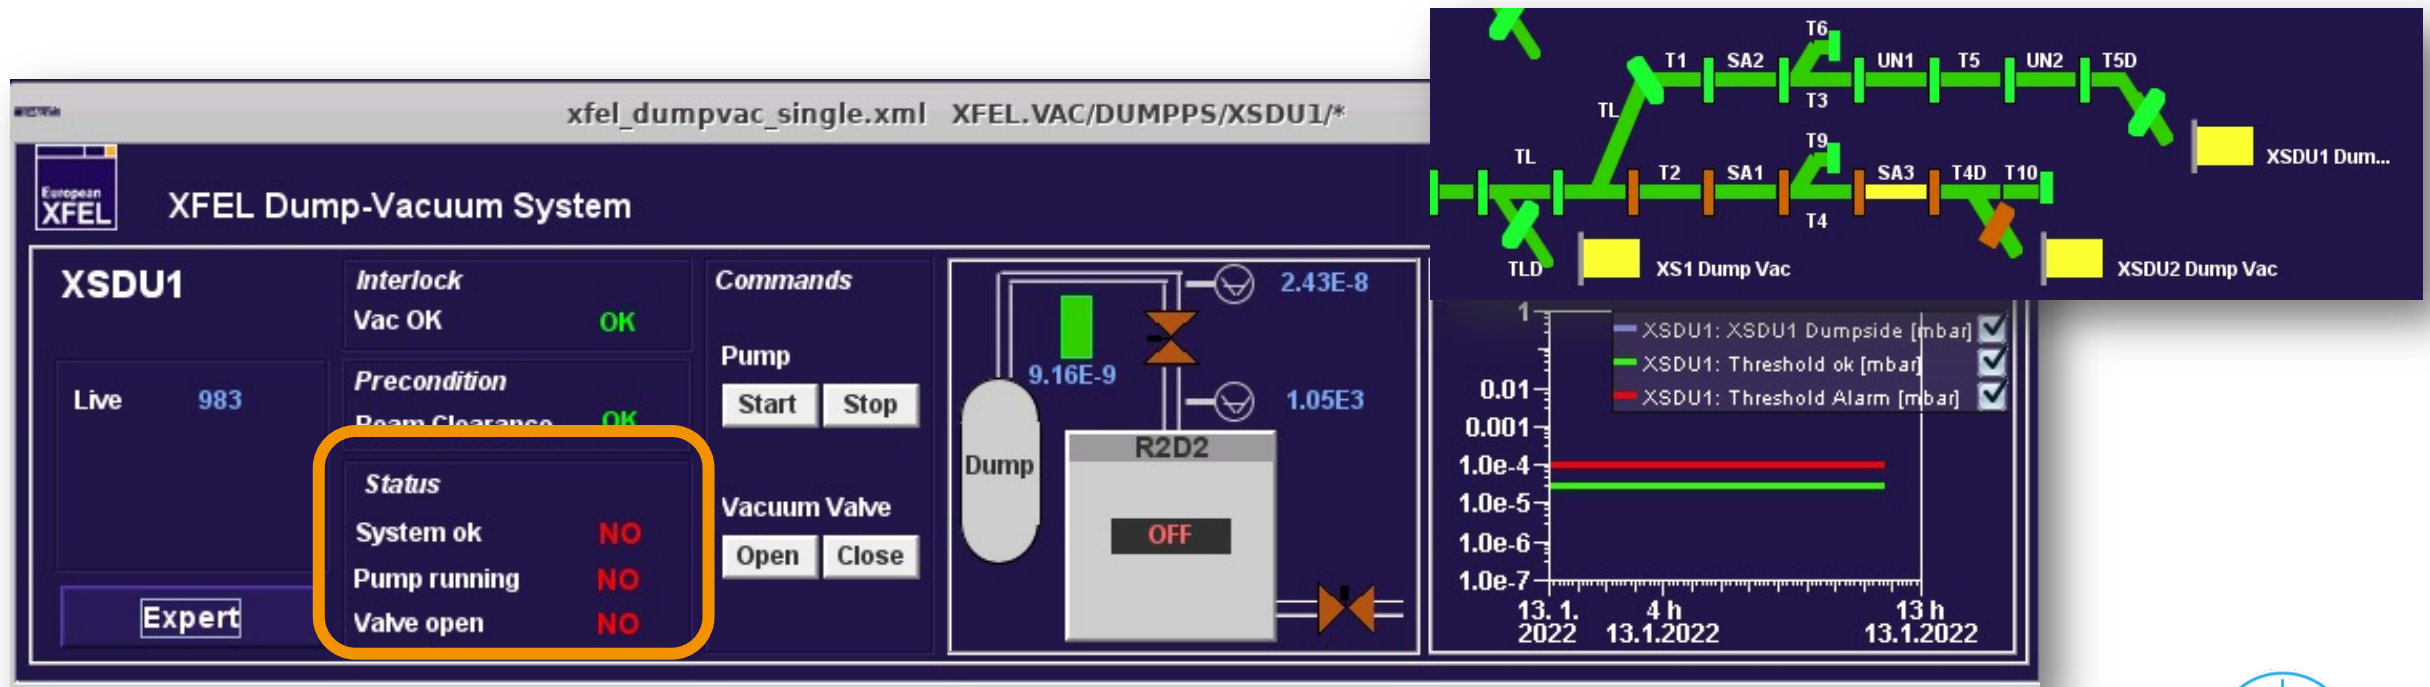 xfel_dumpvac_single.xml XFEL.VAC/DUMPPS/XSDU1/*
European
XFEL
XFEL Dump-Vacuum System
XSDU1
Live 983
Expert
Interlock
Vac OK OK
Precondition
Beam Clearance OK
Status
System ok NO
Pump running NO
Valve open NO
Commands
Pump
Start Stop
Vacuum Valve
Open Close
2.43E-8
9.16E-9
1.05E3
Dump
R2D2
OFF
T6
T1 SA2 UN1 T5 UN2 T5D
TL T3
XSDU1 Dum...
TL T9
T2 SA1 SA3 T4D T10
T4
TLD XS1 Dump Vac XSDU2 Dump Vac
1
XSDU1: XSDU1 Dumpside [mbar]
XSDU1: Threshold ok [mbar]
XSDU1: Threshold Alarm [mbar]
0.01
0.001
1.0e-4
1.0e-5
1.0e-6
1.0e-7
13. 1. 4 h 13 h
2022 13.1.2022 13.1.2022